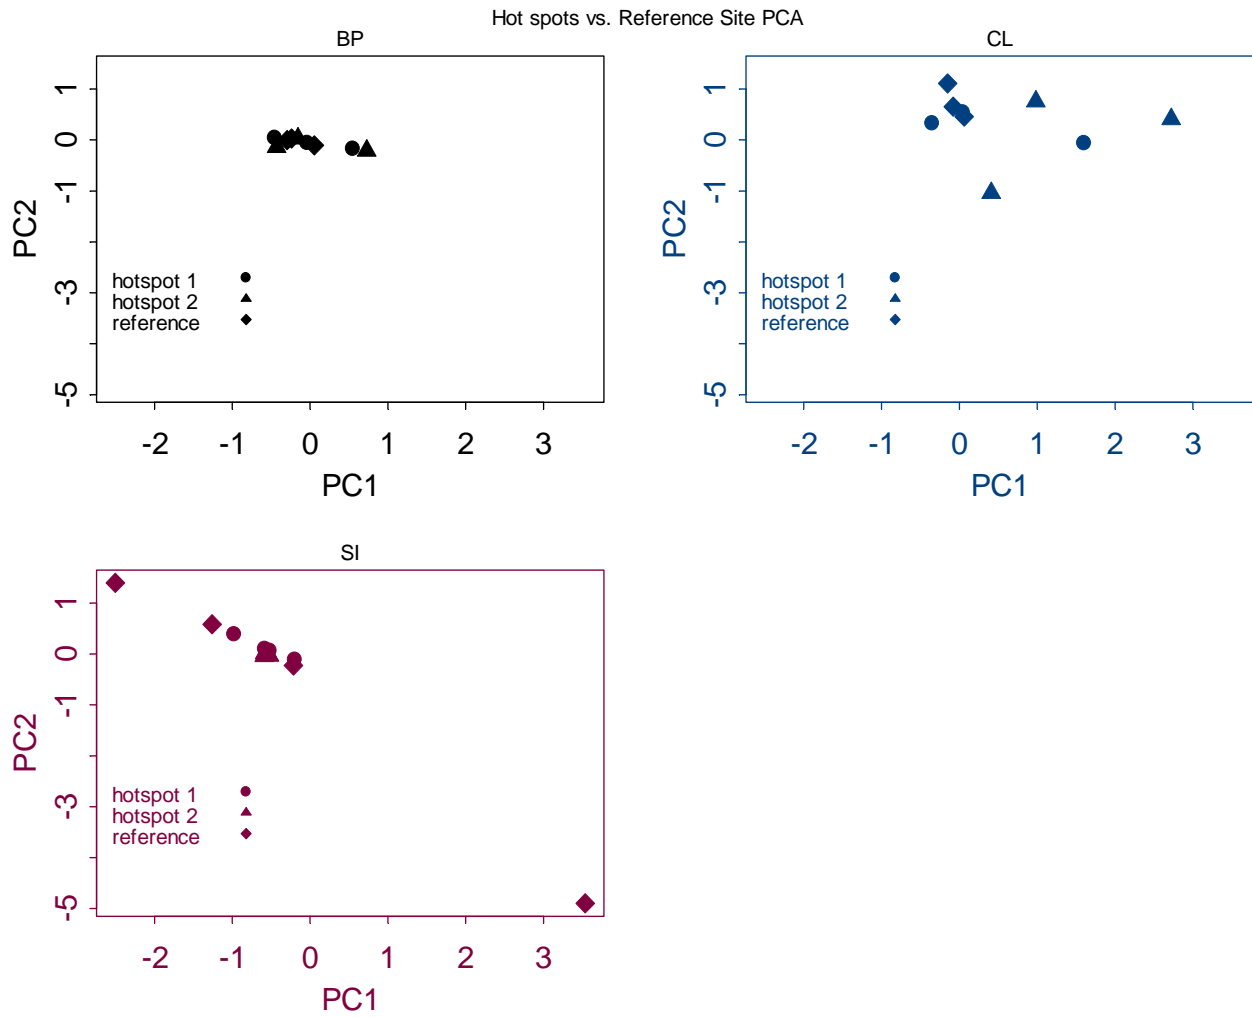 Hot spots vs. Reference Site PCA
BP
1
0
-1
-3
-5
PC2
hotspot 1
hotspot 2
reference
-2 -1 0 1 2 3
PC1
CL
1
0
-1
-3
-5
PC2
hotspot 1
hotspot 2
reference
-2 -1 0 1 2 3
PC1
SI
1
0
-1
-3
-5
PC2
hotspot 1
hotspot 2
reference
-2 -1 0 1 2 3
PC1